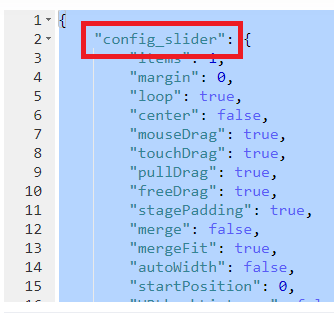 1 {
2 "config_slider": {
3 "items": 1,
4 "margin": 0,
5 "loop": true,
6 "center": false,
7 "mouseDrag": true,
8 "touchDrag": true,
9 "pullDrag": true,
10 "freeDrag": true,
11 "stagePadding": true,
12 "merge": false,
13 "mergeFit": true,
14 "autoWidth": false,
15 "startPosition": 0,
16